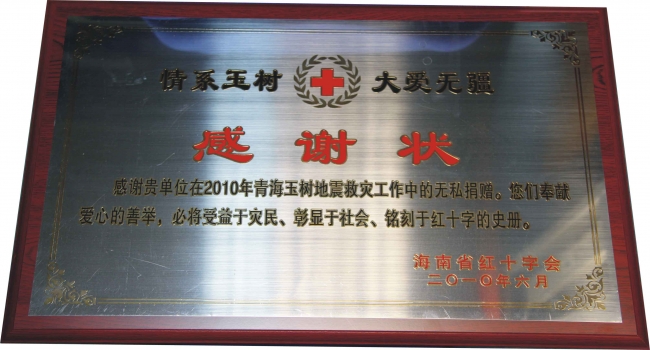 情系玉树 大爱无疆
感谢状
感谢贵单位在2010年青海玉树地震救灾工作中的无私捐赠。您们奉献
爱心的善举，必将受益于灾民、彰显于社会、铭刻于红十字的史册。
海南省红十字会
二〇一〇年六月